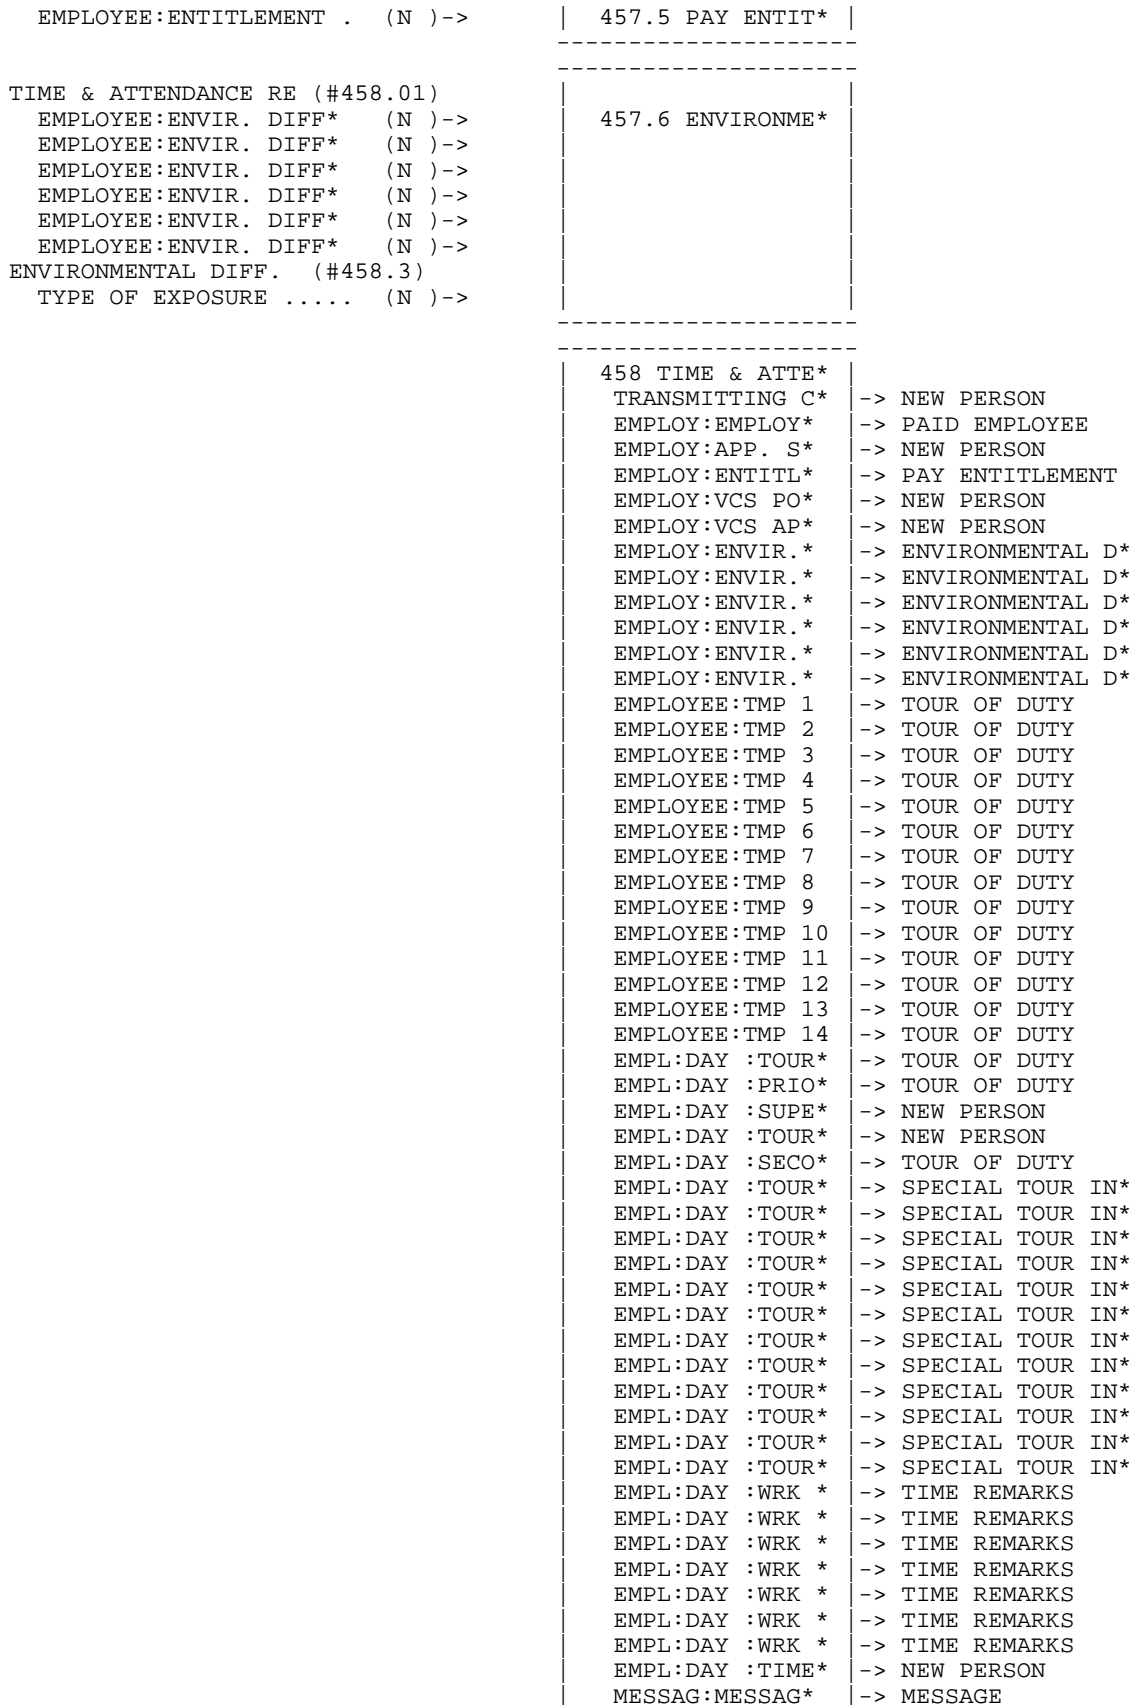 EMPLOYEE:ENTITLEMENT .  (N )->      |  457.5 PAY ENTIT* |
                                      ---------------------
                                      ---------------------
TIME & ATTENDANCE RE (#458.01)        |                   |
  EMPLOYEE:ENVIR. DIFF*   (N )->      |  457.6 ENVIRONME* |
  EMPLOYEE:ENVIR. DIFF*   (N )->      |                   |
  EMPLOYEE:ENVIR. DIFF*   (N )->      |                   |
  EMPLOYEE:ENVIR. DIFF*   (N )->      |                   |
  EMPLOYEE:ENVIR. DIFF*   (N )->      |                   |
  EMPLOYEE:ENVIR. DIFF*   (N )->      |                   |
ENVIRONMENTAL DIFF.  (#458.3)         |                   |
  TYPE OF EXPOSURE .....  (N )->      |                   |
                                      ---------------------
                                      ---------------------
                                      |  458 TIME & ATTE* |
                                      |   TRANSMITTING C* |-> NEW PERSON
                                      |   EMPLOY:EMPLOY*  |-> PAID EMPLOYEE
                                      |   EMPLOY:APP. S*  |-> NEW PERSON
                                      |   EMPLOY:ENTITL*  |-> PAY ENTITLEMENT
                                      |   EMPLOY:VCS PO*  |-> NEW PERSON
                                      |   EMPLOY:VCS AP*  |-> NEW PERSON
                                      |   EMPLOY:ENVIR.*  |-> ENVIRONMENTAL D*
                                      |   EMPLOY:ENVIR.*  |-> ENVIRONMENTAL D*
                                      |   EMPLOY:ENVIR.*  |-> ENVIRONMENTAL D*
                                      |   EMPLOY:ENVIR.*  |-> ENVIRONMENTAL D*
                                      |   EMPLOY:ENVIR.*  |-> ENVIRONMENTAL D*
                                      |   EMPLOY:ENVIR.*  |-> ENVIRONMENTAL D*
                                      |   EMPLOYEE:TMP 1  |-> TOUR OF DUTY
                                      |   EMPLOYEE:TMP 2  |-> TOUR OF DUTY
                                      |   EMPLOYEE:TMP 3  |-> TOUR OF DUTY
                                      |   EMPLOYEE:TMP 4  |-> TOUR OF DUTY
                                      |   EMPLOYEE:TMP 5  |-> TOUR OF DUTY
                                      |   EMPLOYEE:TMP 6  |-> TOUR OF DUTY
                                      |   EMPLOYEE:TMP 7  |-> TOUR OF DUTY
                                      |   EMPLOYEE:TMP 8  |-> TOUR OF DUTY
                                      |   EMPLOYEE:TMP 9  |-> TOUR OF DUTY
                                      |   EMPLOYEE:TMP 10 |-> TOUR OF DUTY
                                      |   EMPLOYEE:TMP 11 |-> TOUR OF DUTY
                                      |   EMPLOYEE:TMP 12 |-> TOUR OF DUTY
                                      |   EMPLOYEE:TMP 13 |-> TOUR OF DUTY
                                      |   EMPLOYEE:TMP 14 |-> TOUR OF DUTY
                                      |   EMPL:DAY :TOUR* |-> TOUR OF DUTY
                                      |   EMPL:DAY :PRIO* |-> TOUR OF DUTY
                                      |   EMPL:DAY :SUPE* |-> NEW PERSON
                                      |   EMPL:DAY :TOUR* |-> NEW PERSON
                                      |   EMPL:DAY :SECO* |-> TOUR OF DUTY
                                      |   EMPL:DAY :TOUR* |-> SPECIAL TOUR IN*
                                      |   EMPL:DAY :TOUR* |-> SPECIAL TOUR IN*
                                      |   EMPL:DAY :TOUR* |-> SPECIAL TOUR IN*
                                      |   EMPL:DAY :TOUR* |-> SPECIAL TOUR IN*
                                      |   EMPL:DAY :TOUR* |-> SPECIAL TOUR IN*
                                      |   EMPL:DAY :TOUR* |-> SPECIAL TOUR IN*
                                      |   EMPL:DAY :TOUR* |-> SPECIAL TOUR IN*
                                      |   EMPL:DAY :TOUR* |-> SPECIAL TOUR IN*
                                      |   EMPL:DAY :TOUR* |-> SPECIAL TOUR IN*
                                      |   EMPL:DAY :TOUR* |-> SPECIAL TOUR IN*
                                      |   EMPL:DAY :TOUR* |-> SPECIAL TOUR IN*
                                      |   EMPL:DAY :TOUR* |-> SPECIAL TOUR IN*
                                      |   EMPL:DAY :WRK * |-> TIME REMARKS
                                      |   EMPL:DAY :WRK * |-> TIME REMARKS
                                      |   EMPL:DAY :WRK * |-> TIME REMARKS
                                      |   EMPL:DAY :WRK * |-> TIME REMARKS
                                      |   EMPL:DAY :WRK * |-> TIME REMARKS
                                      |   EMPL:DAY :WRK * |-> TIME REMARKS
                                      |   EMPL:DAY :WRK * |-> TIME REMARKS
                                      |   EMPL:DAY :TIME* |-> NEW PERSON
                                      |   MESSAG:MESSAG*  |-> MESSAGE